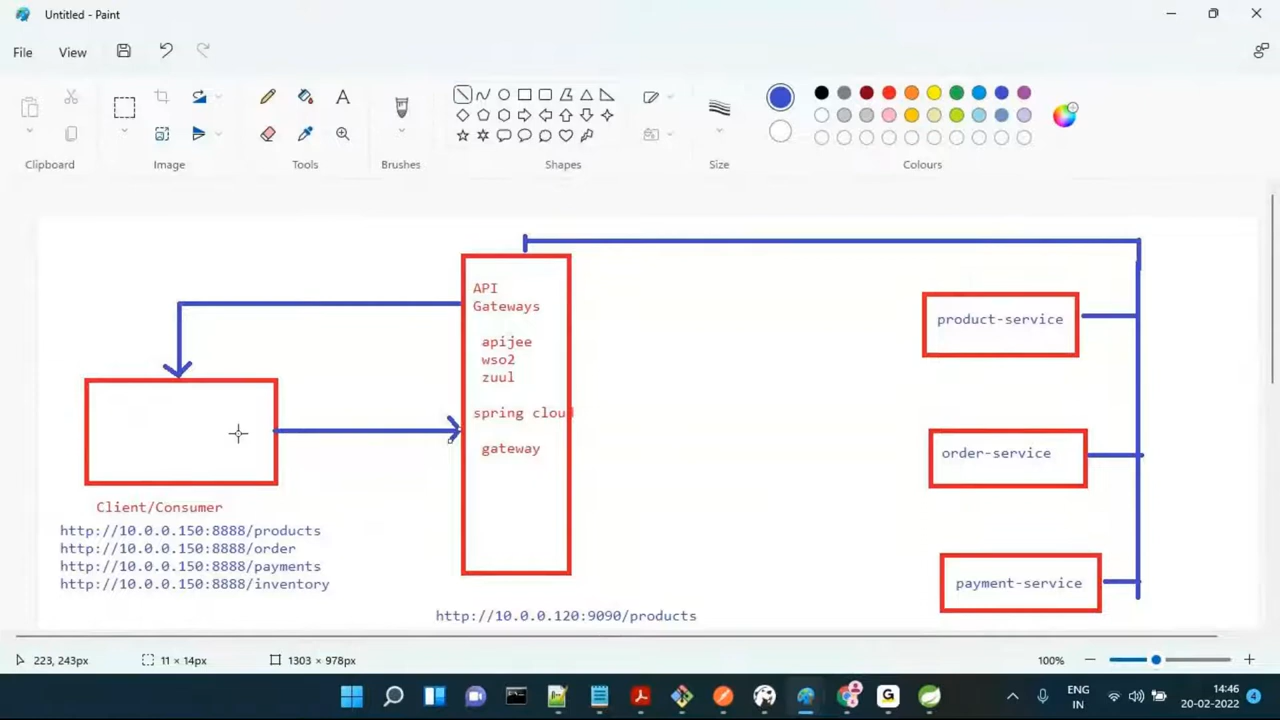 Untitled - Paint
File
View
Clipboard
Image
Tools
Brushes
Shapes
Size
Colours
API
Gateways
apijee
wso2
zuul
spring cloud
gateway
product-service
order-service
payment-service
Client/Consumer
http://10.0.0.150:8888/products
http://10.0.0.150:8888/order
http://10.0.0.150:8888/payments
http://10.0.0.150:8888/inventory
http://10.0.0.120:9090/products
223, 243px
11 × 14px
1303 × 978px
100%
ENG
IN
14:46
20-02-2022
4